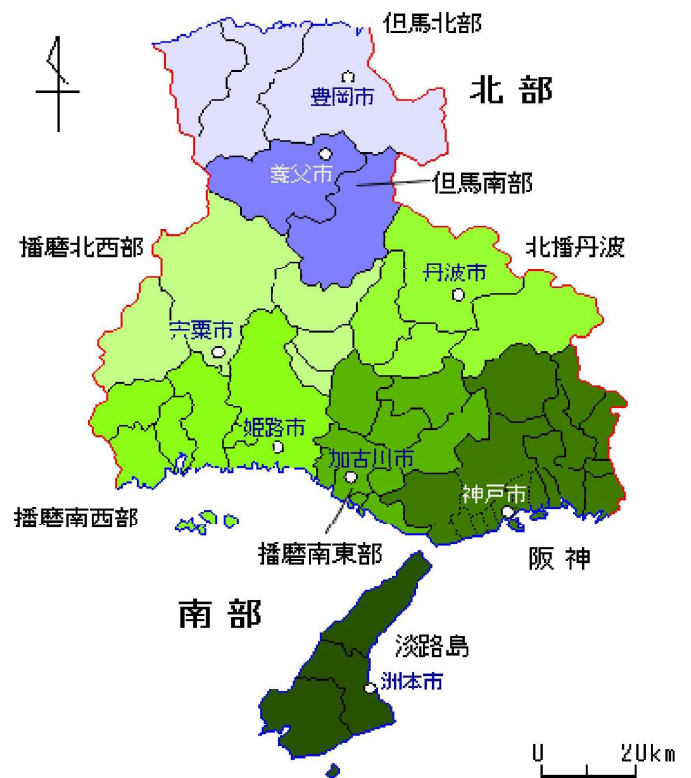 但馬北部
豊岡市
北部
養父市
但馬南部
播磨北西部
北播丹波
丹波市
宍粟市
姫路市
加古川市
神戸市
播磨南西部
播磨南東部
阪神
南部
淡路島
洲本市
0 20km